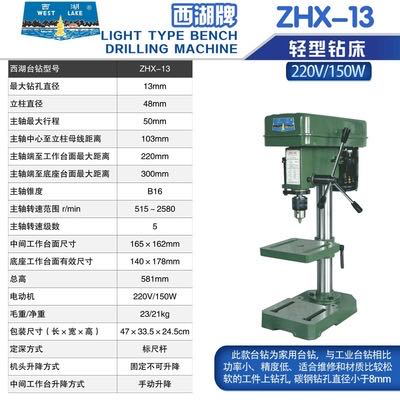 西湖
WEST LAKE
西湖牌
LIGHT TYPE BENCH
DRILLING MACHINE
ZHX-13
轻型钻床
220V/150W
西湖台钻型号 ZHX-13
最大钻孔直径 13mm
立柱直径 48mm
主轴最大行程 50mm
主轴中心至立柱母线距离 103mm
主轴端至工作台面最大距离 220mm
主轴端至底座台面最大距离 300mm
主轴锥度 B16
主轴转速范围 r/min 515~2580
主轴转速级数 5
中间工作台面尺寸 165×162mm
底座工作台面有效尺寸 140×178mm
总高 581mm
电动机 220V/150W
毛重/净重 23/21kg
包装尺寸(长×宽×高) 47×33.5×24.5cm
定深方式 标尺杆
机头升降方式 固定不可升降
中间工作台升降方式 手动升降
此款台钻为家用台钻,与工业台钻相比
功率小、精度低、适合维修和材质比较松
软的工件上钻孔,碳钢钻孔直径小于8mm